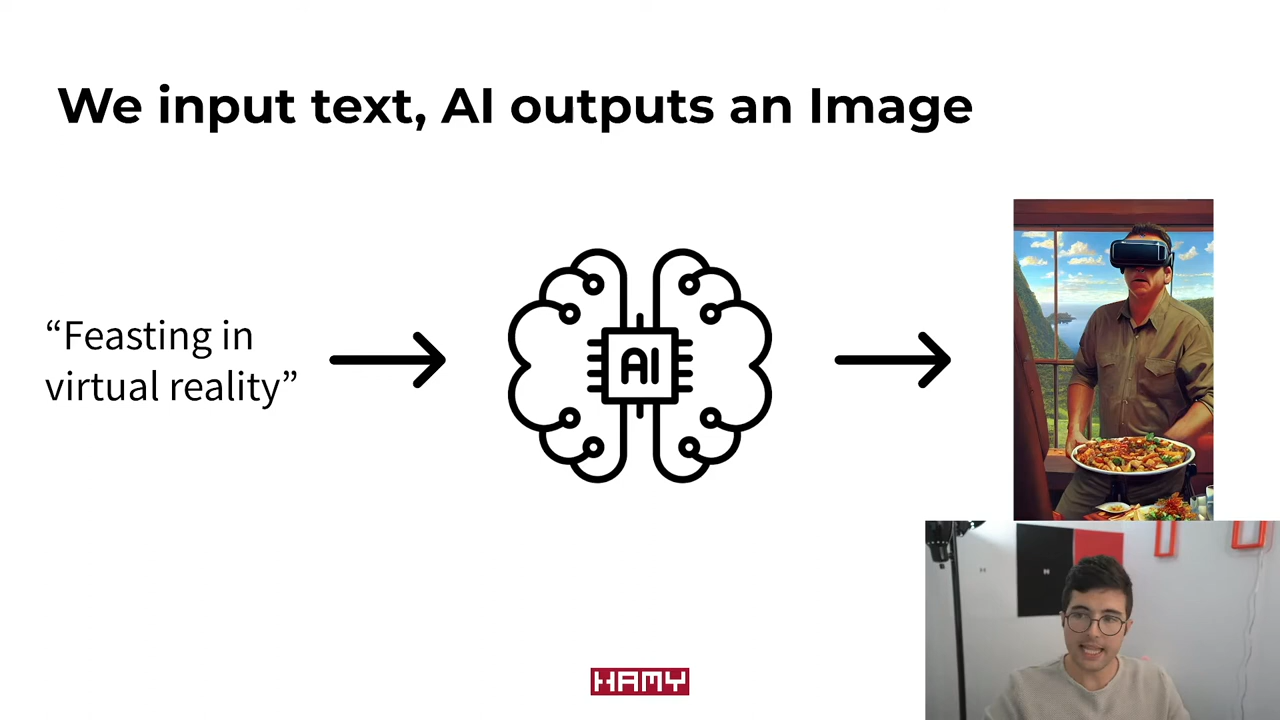 We input text, AI outputs an Image
“Feasting in
virtual reality”
AI
HAMY